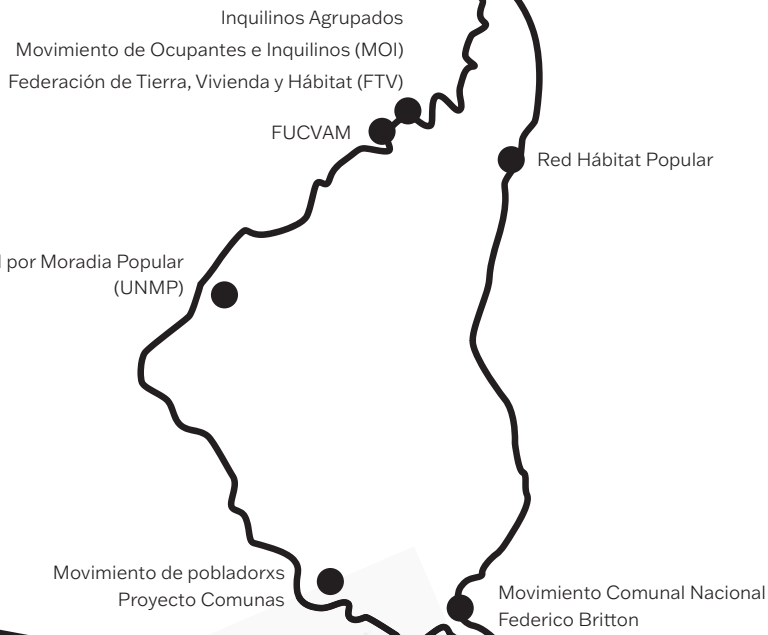 Inquilinos Agrupados
Movimiento de Ocupantes e Inquilinos (MOI)
Federación de Tierra, Vivienda y Hábitat (FTV)
FUCVAM
Red Hábitat Popular
por Moradia Popular
(UNMP)
Movimiento de pobladorxs
Proyecto Comunas
Movimiento Comunal Nacional
Federico Britton